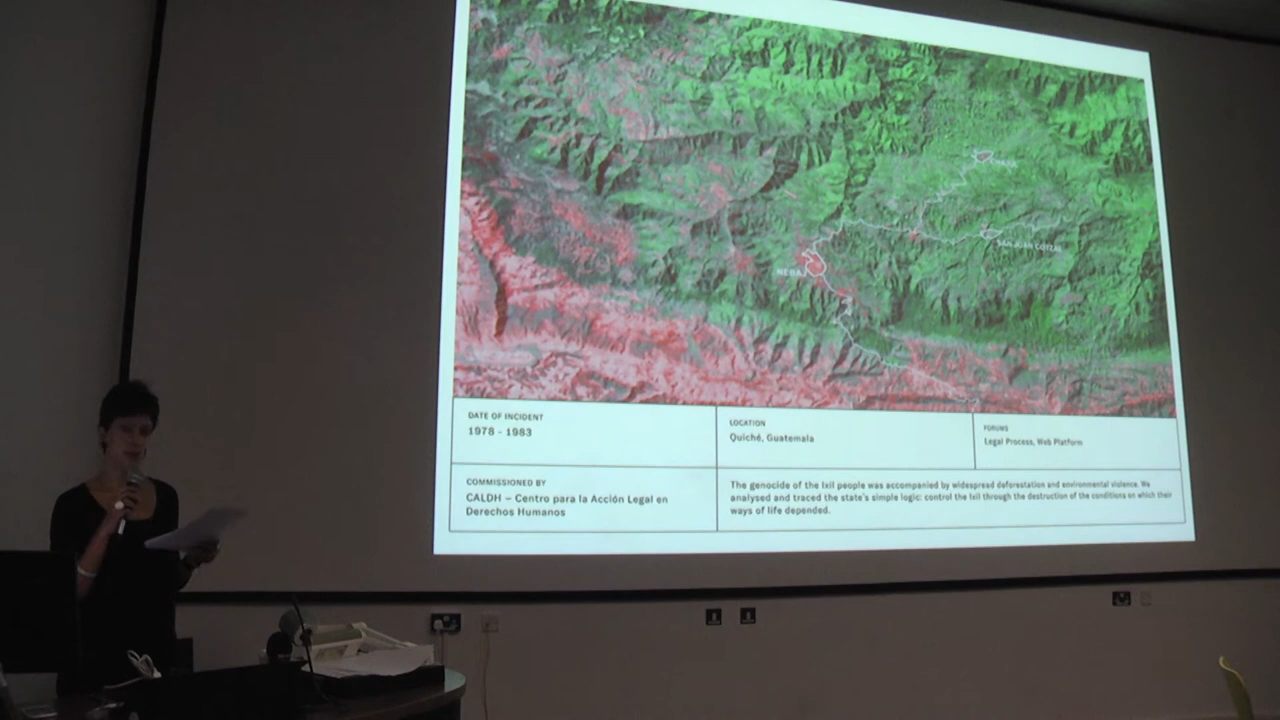 CHAJUL
SAN JUAN COTZAL
NEBAJ
DATE OF INCIDENT
1978 - 1983
LOCATION
Quiché, Guatemala
FORUMS
Legal Process, Web Platform
COMMISSIONED BY
CALDH – Centro para la Acción Legal en
Derechos Humanos
The genocide of the Ixil people was accompanied by widespread deforestation and environmental violence. We
analysed and traced the state's simple logic: control the Ixil through the destruction of the conditions on which their
ways of life depended.